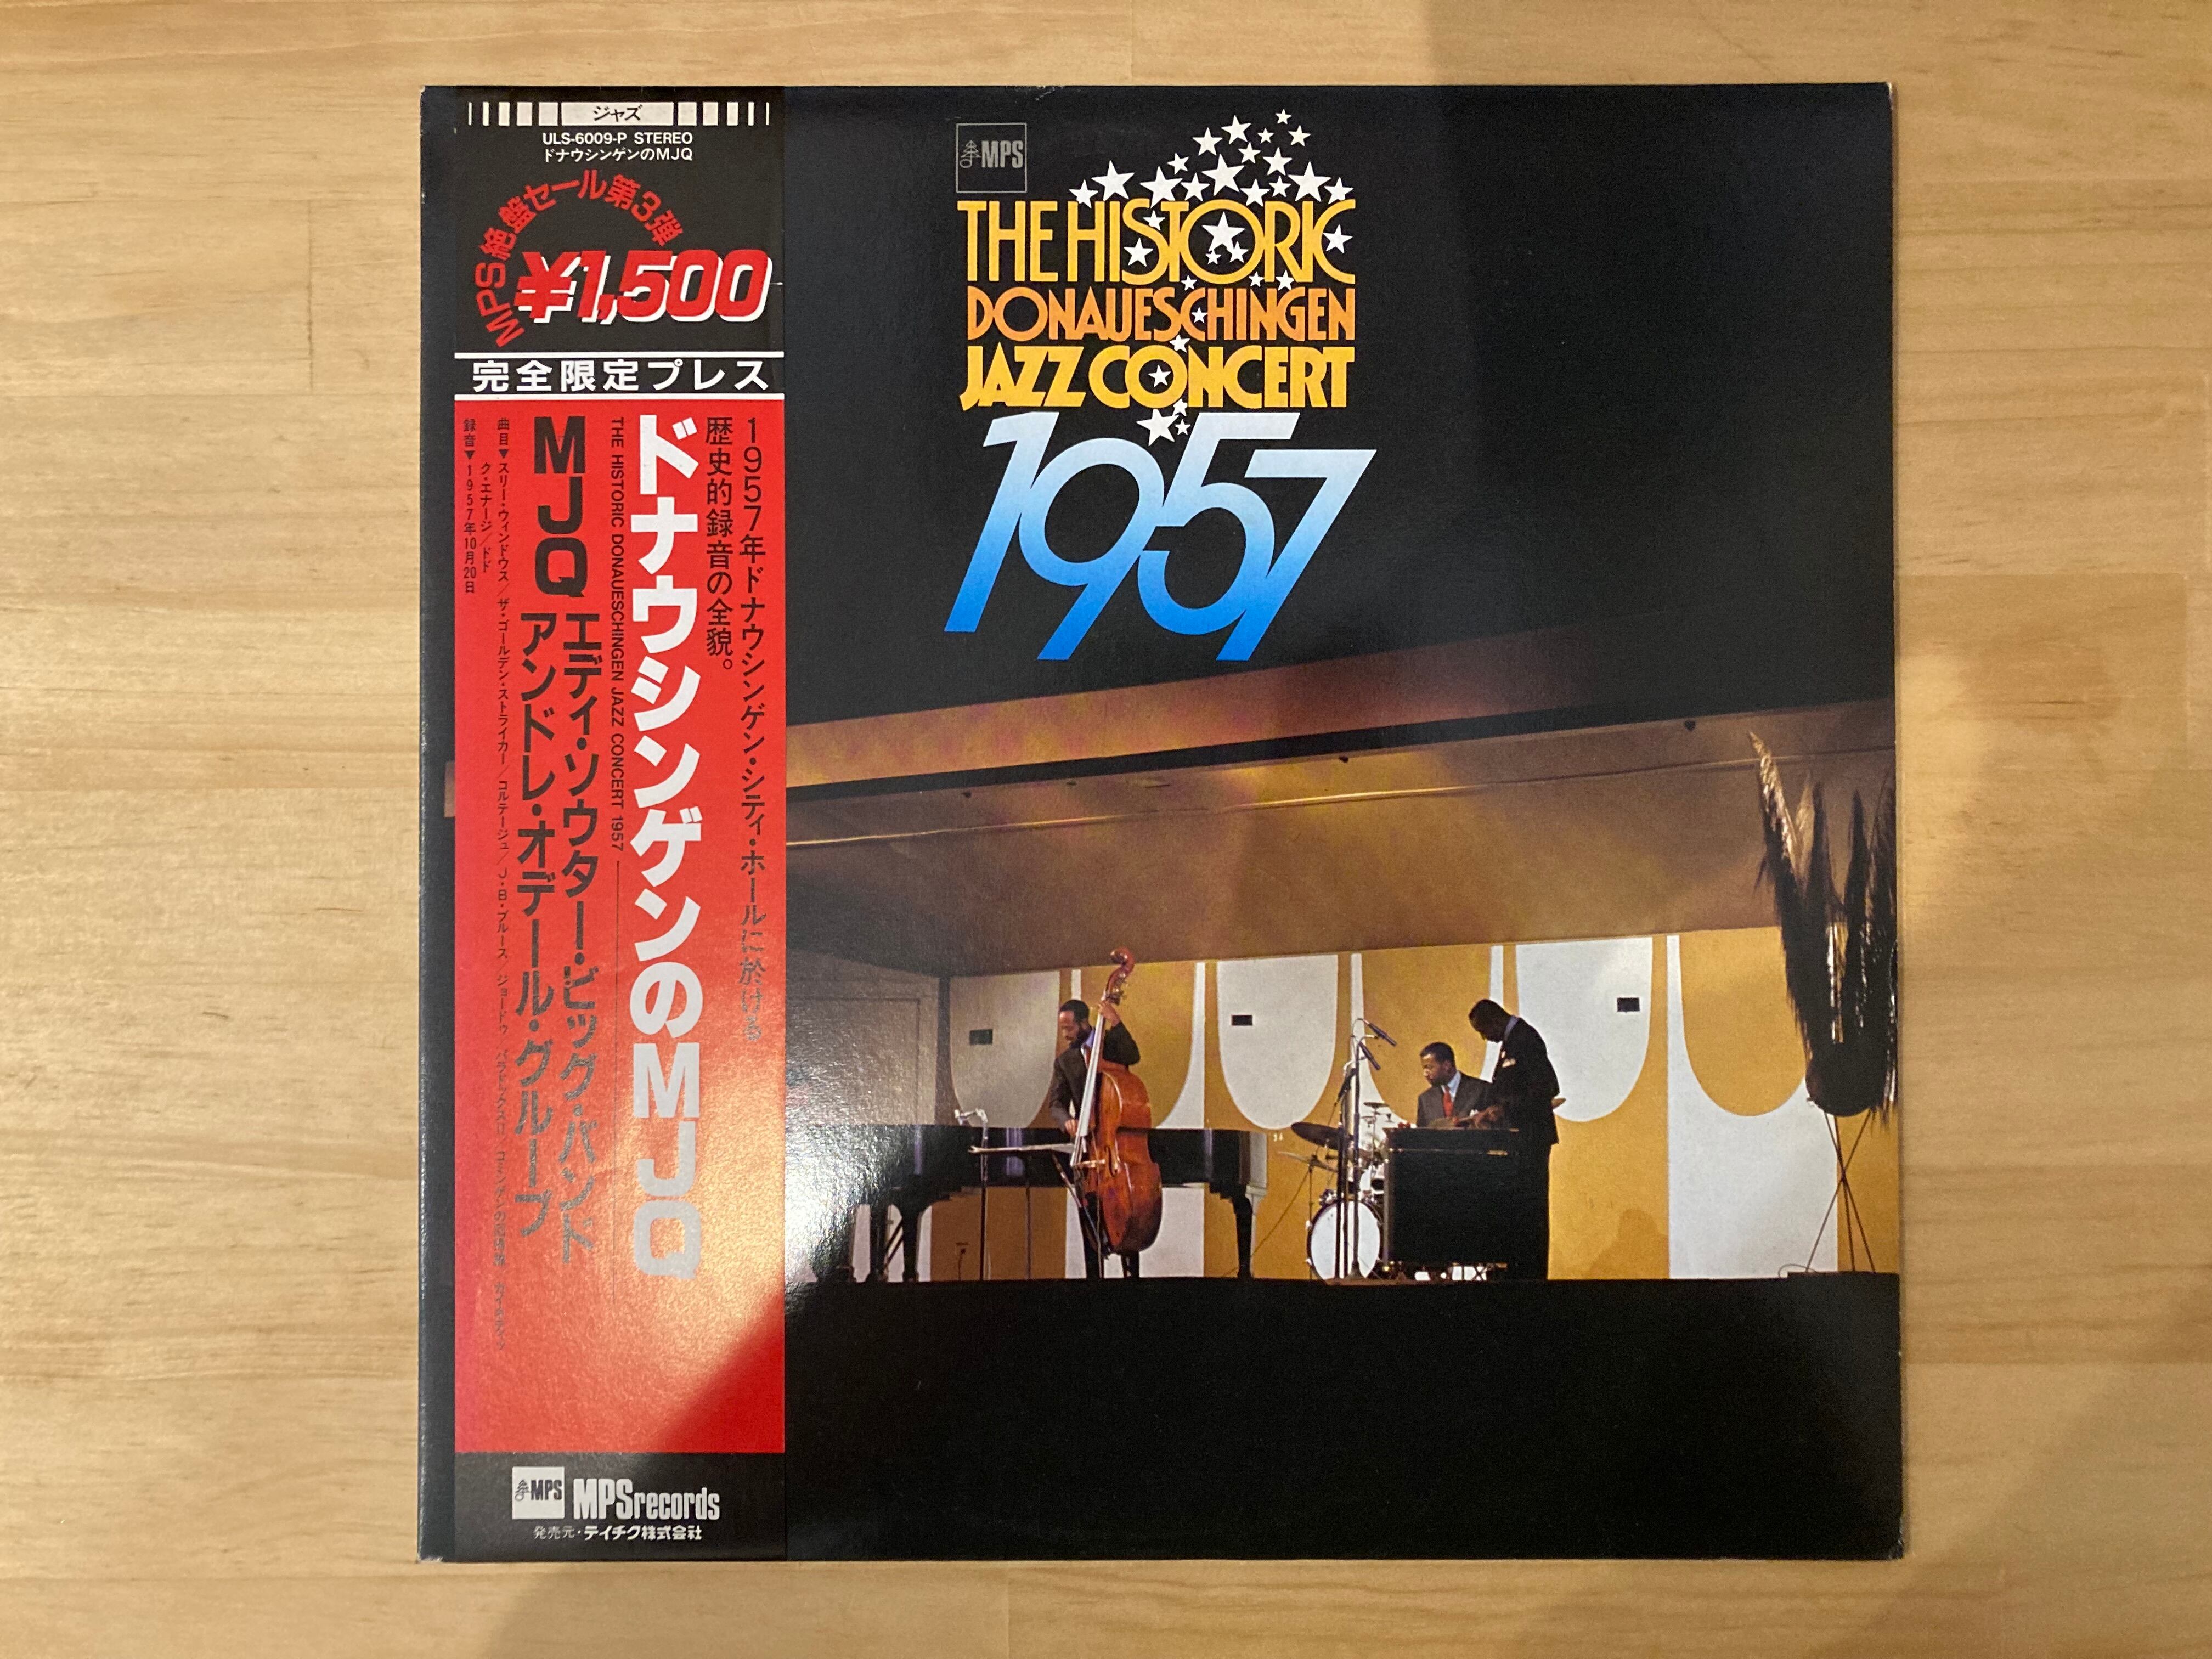 ジャズ
ULS-6009-P STEREO
ドナウシンゲンのMJQ
MPS絶盤セール第3弾
¥1,500
完全限定プレス
1957年ドナウシンゲン・シティ・ホールに於ける
歴史的録音の全貌。
ドナウシンゲンのMJQ
THE HISTORIC DONAUESCHINGEN JAZZ CONCERT 1957
MJQ
エディ・ソウター・ビッグ・バンド
アンドレ・オデール・グループ
曲目▼スリー・ウィンドウス/ザ・ゴールデン・ストライカー/コルテージュ/J・B・ブルース
ク・エナージ/ドド
録音▼1957年10月20日
MPS
MPSrecords
発売元・テイチク株式会社
MPS
THE HISTORIC
DONAUESCHINGEN
JAZZ CONCERT
1957